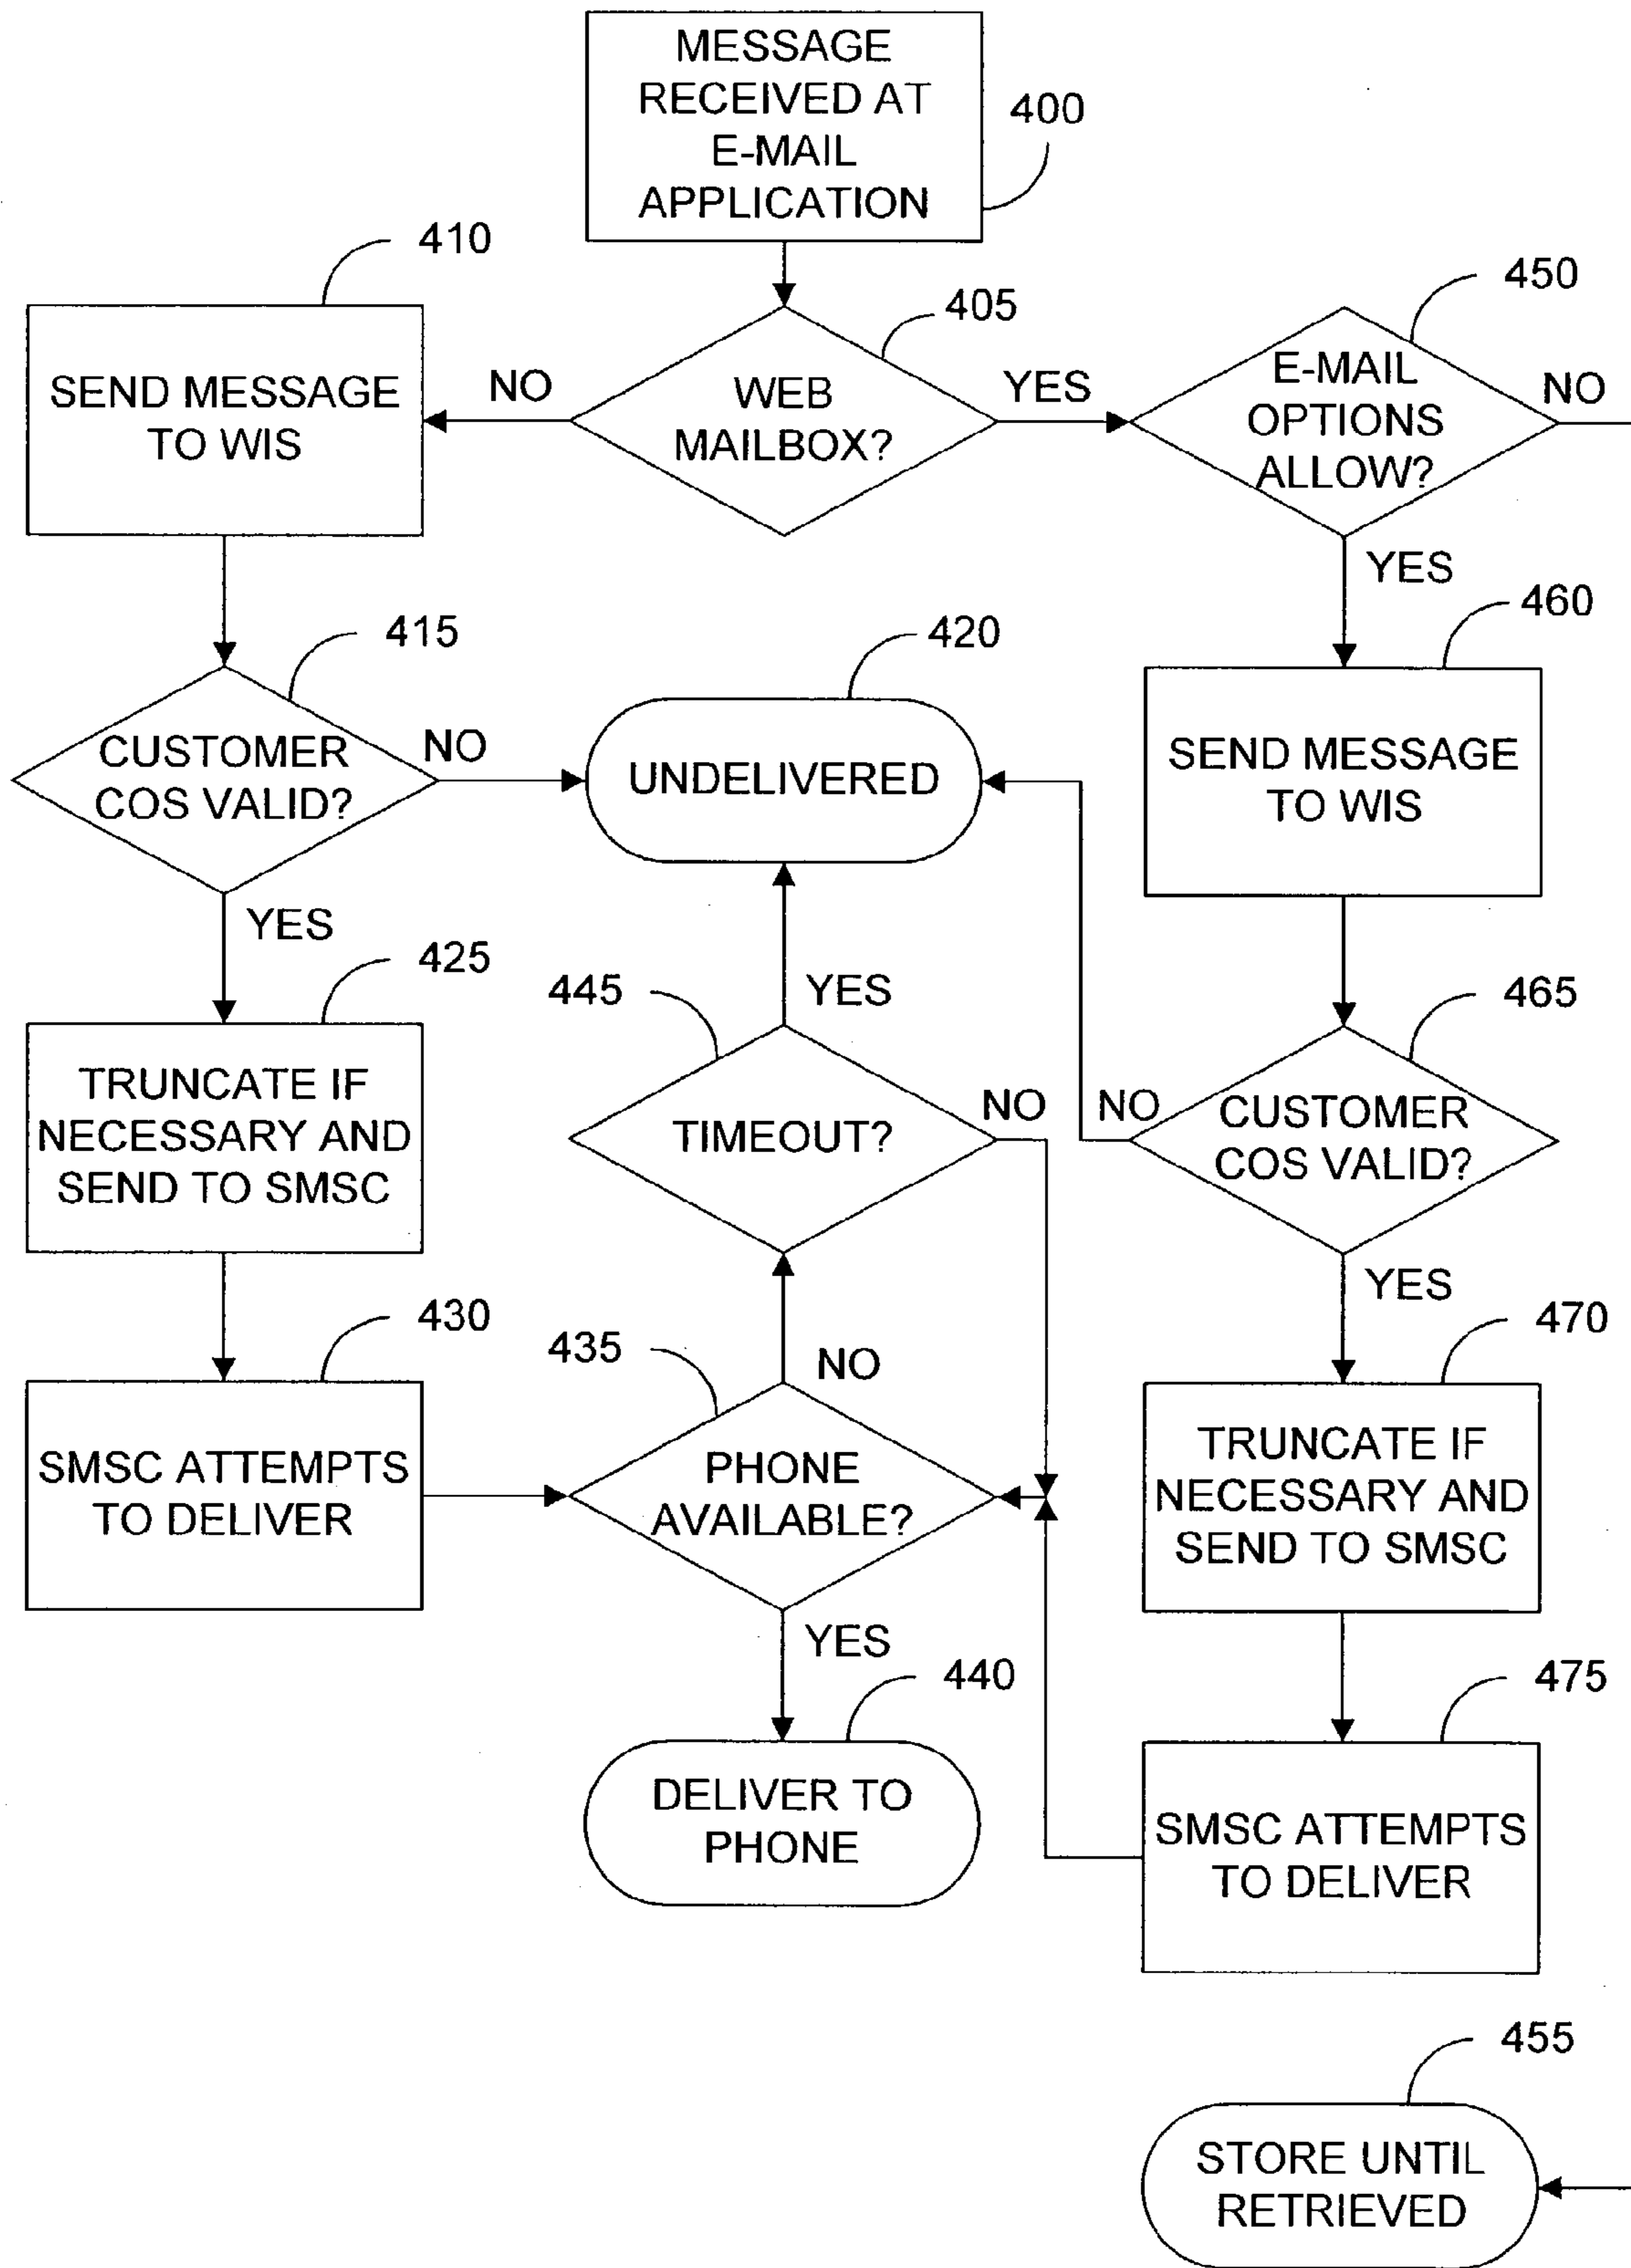 MESSAGE
RECEIVED AT
E-MAIL
APPLICATION
400
410
SEND MESSAGE
TO WIS
NO
405
WEB
MAILBOX?
YES
450
E-MAIL
OPTIONS
ALLOW?
NO
YES
415
CUSTOMER
COS VALID?
NO
YES
420
UNDELIVERED
460
SEND MESSAGE
TO WIS
425
TRUNCATE IF
NECESSARY AND
SEND TO SMSC
445
YES
TIMEOUT?
NO
465
NO
CUSTOMER
COS VALID?
YES
430
SMSC ATTEMPTS
TO DELIVER
435
NO
PHONE
AVAILABLE?
YES
470
TRUNCATE IF
NECESSARY AND
SEND TO SMSC
440
DELIVER TO
PHONE
475
SMSC ATTEMPTS
TO DELIVER
455
STORE UNTIL
RETRIEVED